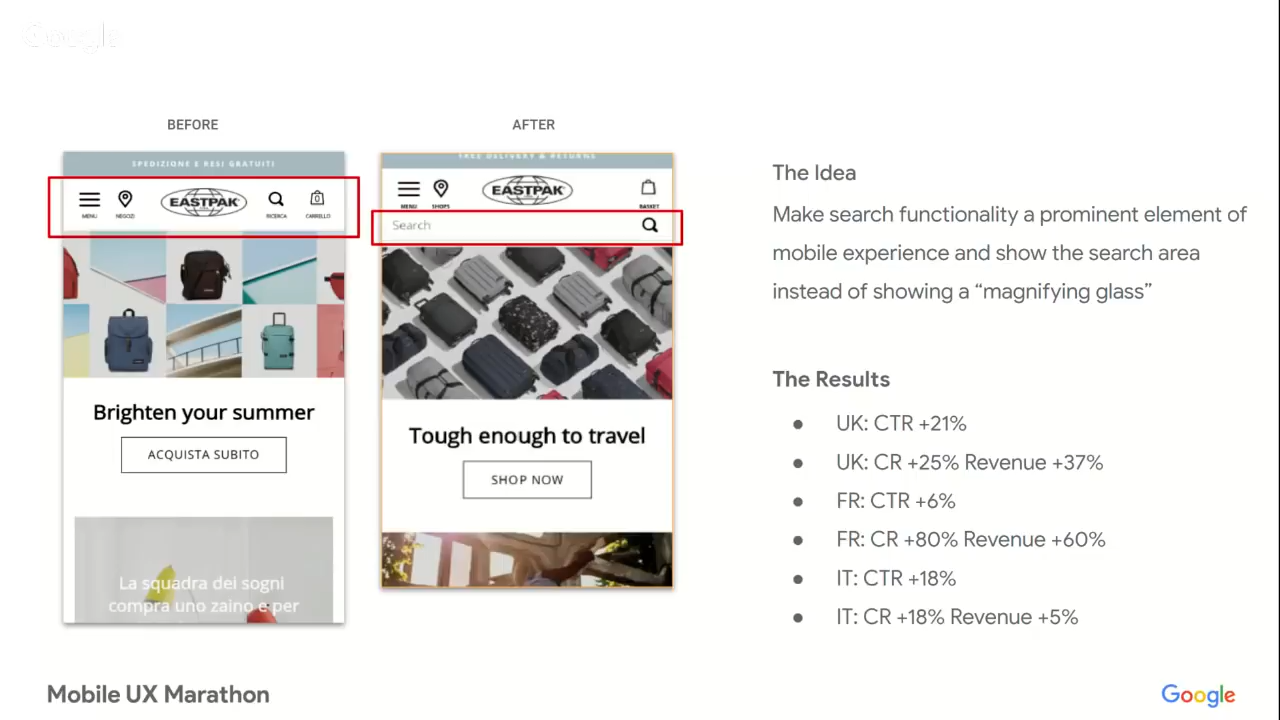 Google
BEFORE
AFTER
SPEDIZIONE E RESI GRATUITI
MENU
NEGOZI
EASTPAK
RICERCA
0
CARRELLO
Brighten your summer
ACQUISTA SUBITO
La squadra dei sogni
compra uno zaino e per
FREE DELIVERY & RETURNS
MENU
SHOPS
EASTPAK
BASKET
Search
Tough enough to travel
SHOP NOW
The Idea
Make search functionality a prominent element of
mobile experience and show the search area
instead of showing a “magnifying glass”
The Results
● UK: CTR +21%
● UK: CR +25% Revenue +37%
● FR: CTR +6%
● FR: CR +80% Revenue +60%
● IT: CTR +18%
● IT: CR +18% Revenue +5%
Mobile UX Marathon
Google